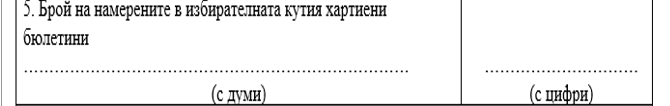 5. Брой на намерените в избирателната кутия хартиени
бюлетини
........................................................................... ..............................
(с думи) (с цифри)